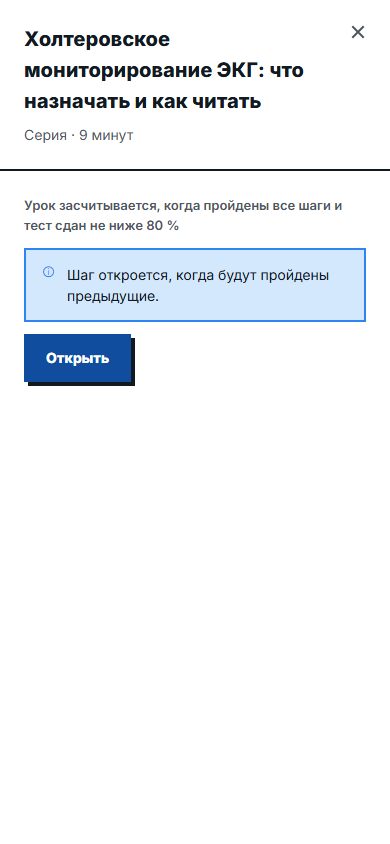 Холтеровское
мониторирование ЭКГ: что
назначать и как читать
Серия · 9 минут
Урок засчитывается, когда пройдены все шаги и
тест сдан не ниже 80 %
Шаг откроется, когда будут пройдены
предыдущие.
Открыть